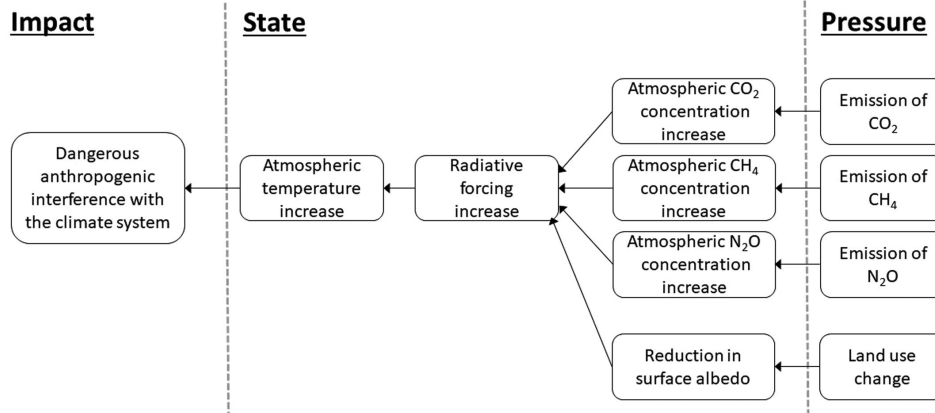 Impact
State
Pressure
Dangerous
anthropogenic
interference with
the climate system
Atmospheric
temperature
increase
Radiative
forcing
increase
Atmospheric CO₂
concentration
increase
Emission of
CO₂
Atmospheric CH₄
concentration
increase
Emission of
CH₄
Atmospheric N₂O
concentration
increase
Emission of
N₂O
Reduction in
surface albedo
Land use
change